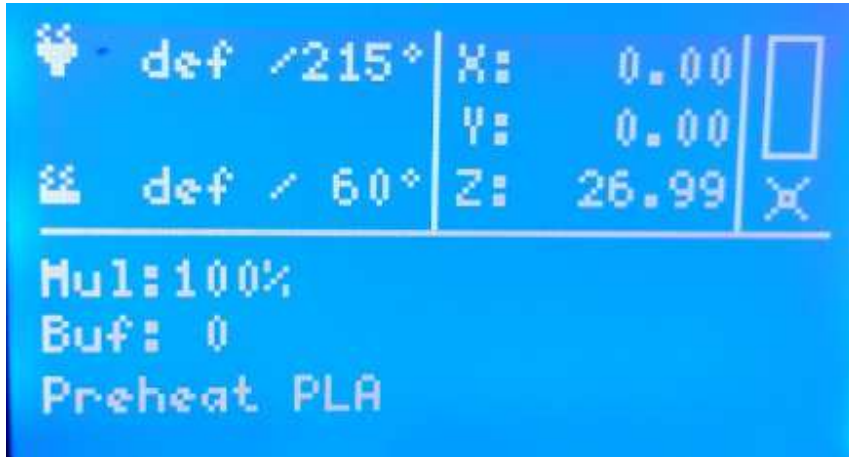 def /215° X: 0.00
Y: 0.00
def / 60° Z: 26.99
Mul:100%
Buf: 0
Preheat PLA